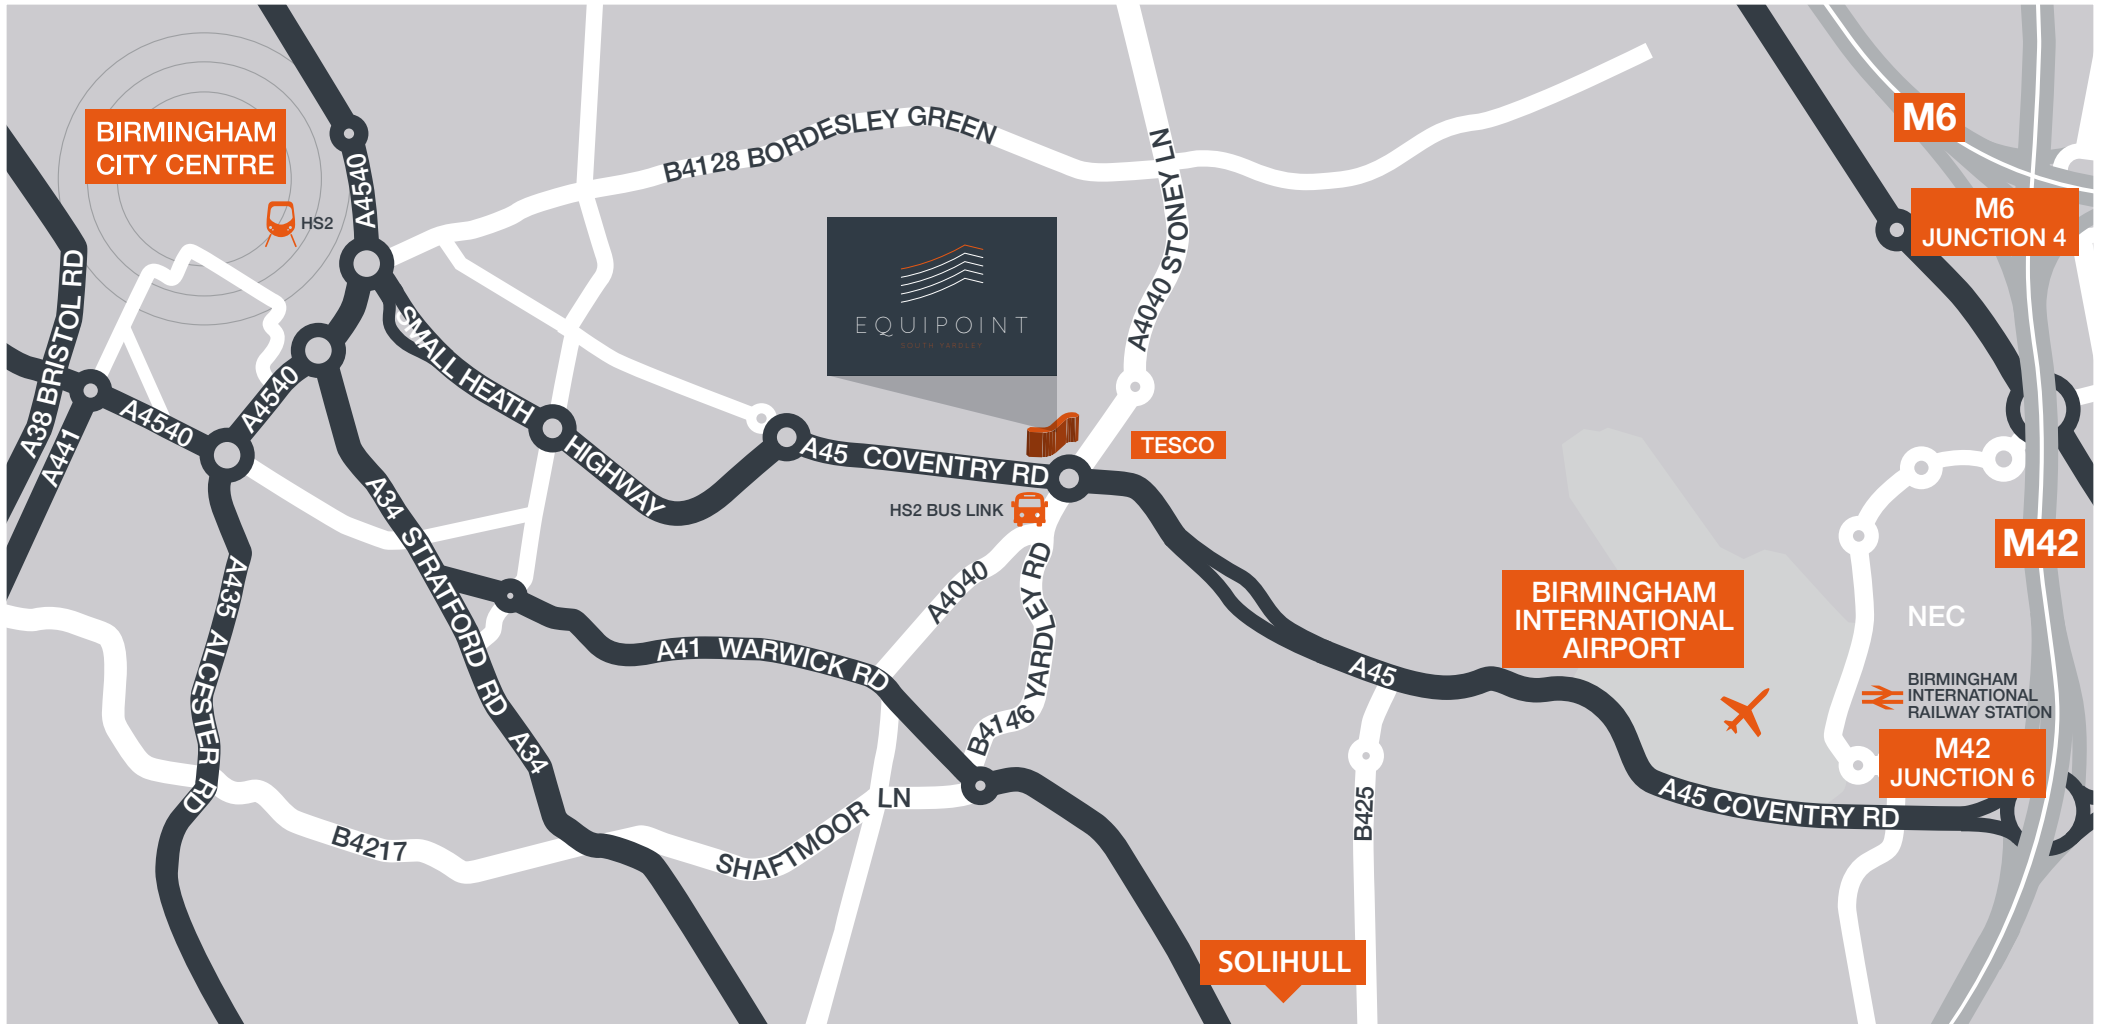 BIRMINGHAM
CITY CENTRE
HS2
A4540
B4128 BORDESLEY GREEN
A4040 STONEY LN
M6
M6
JUNCTION 4
EQUIPOINT
SOUTH YARDLEY
A38 BRISTOL RD
A441
A4540
A4540
SMALL HEATH
HIGHWAY
A45 COVENTRY RD
TESCO
HS2 BUS LINK
M42
A34 STRATFORD RD
A34
A435 ALCESTER RD
A41 WARWICK RD
A4040
B4146 YARDLEY RD
A45
BIRMINGHAM
INTERNATIONAL
AIRPORT
NEC
BIRMINGHAM
INTERNATIONAL
RAILWAY STATION
M42
JUNCTION 6
A45 COVENTRY RD
B425
B4217
SHAFTMOOR LN
SOLIHULL